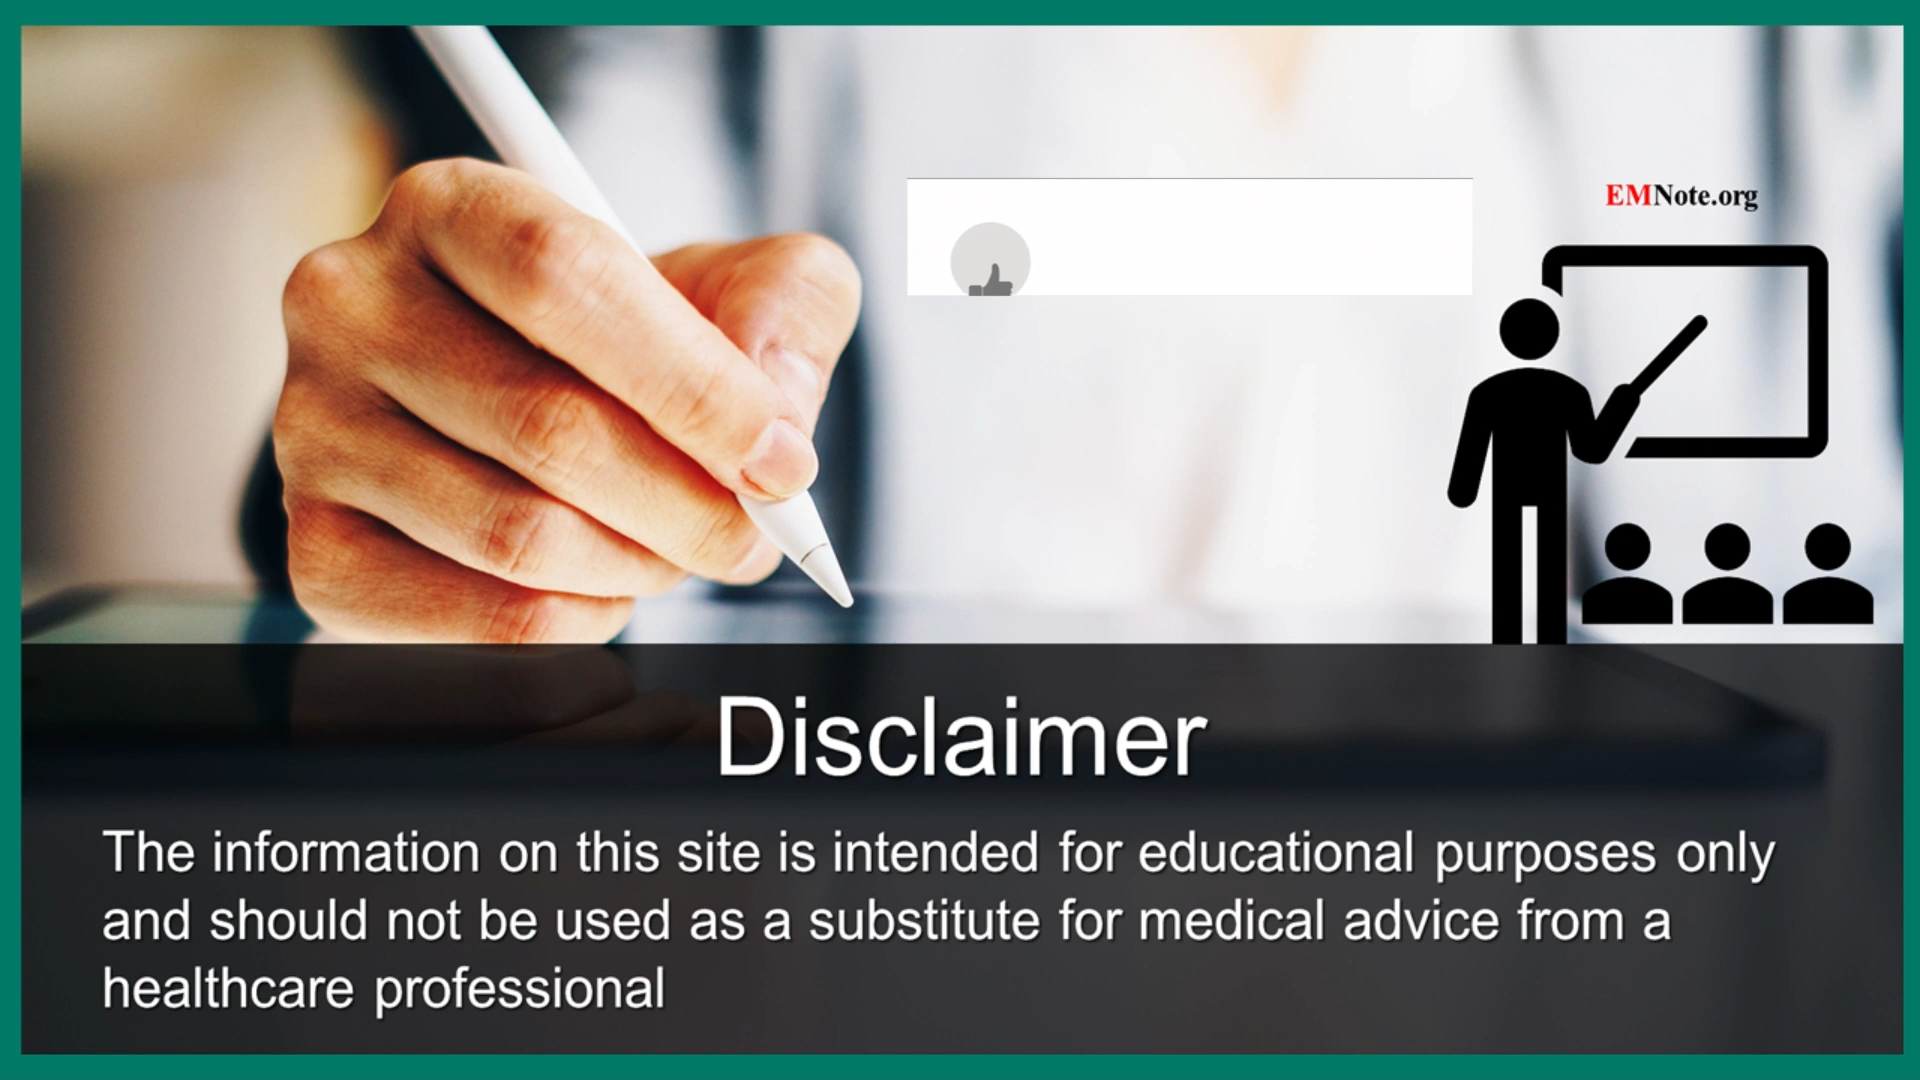 EMNote.org
Disclaimer
The information on this site is intended for educational purposes only
and should not be used as a substitute for medical advice from a
healthcare professional